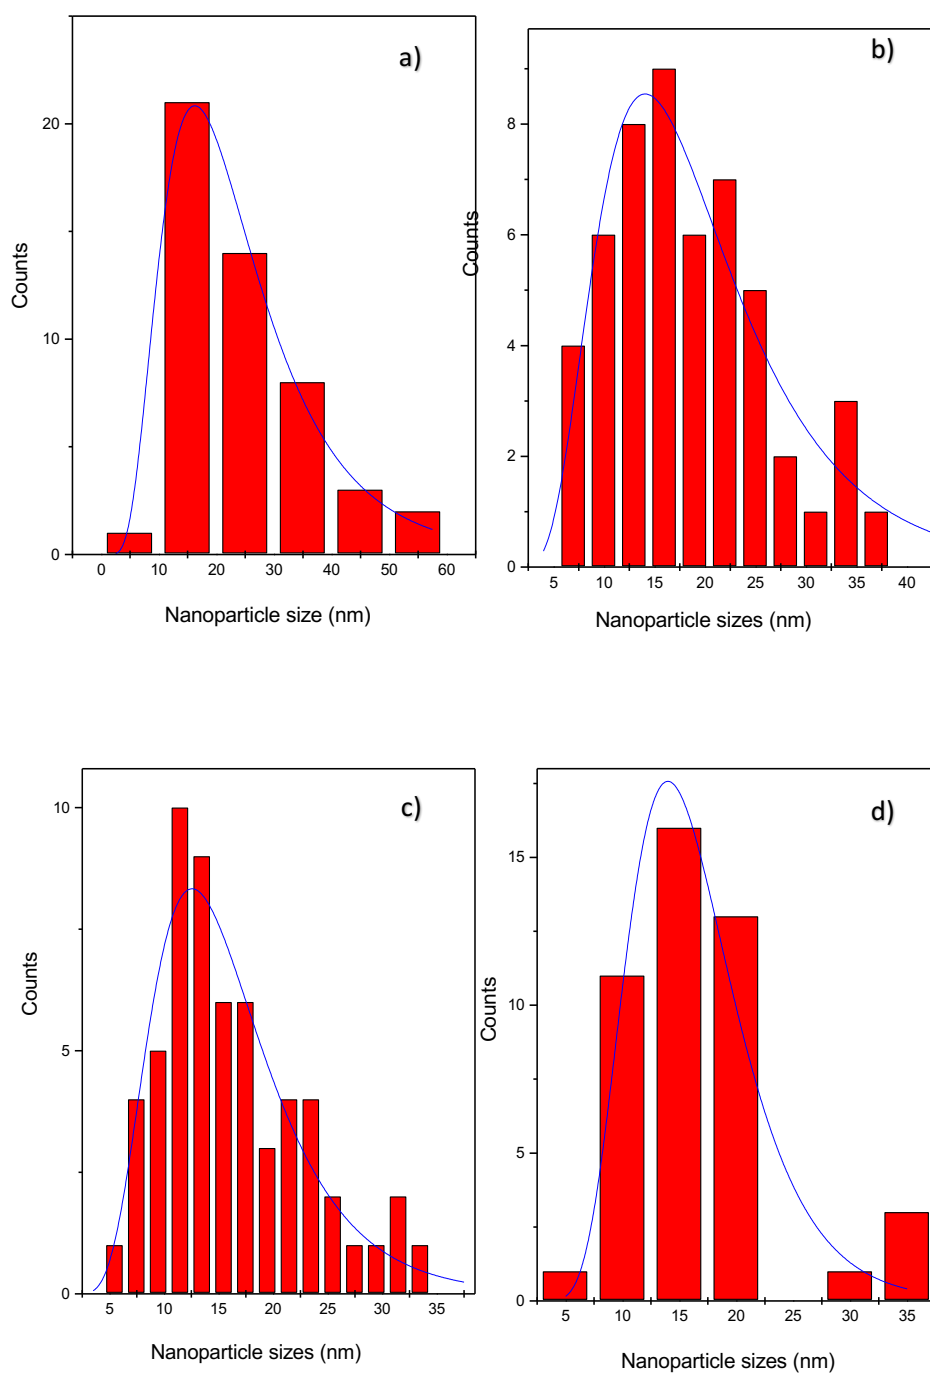 a)
20
10
0
Counts
0 10 20 30 40 50 60
Nanoparticle size (nm)
b)
8
6
4
2
0
Counts
5 10 15 20 25 30 35 40
Nanoparticle sizes (nm)
c)
10
5
0
Counts
5 10 15 20 25 30 35
Nanoparticle sizes (nm)
d)
15
10
5
0
Counts
5 10 15 20 25 30 35
Nanoparticle sizes (nm)